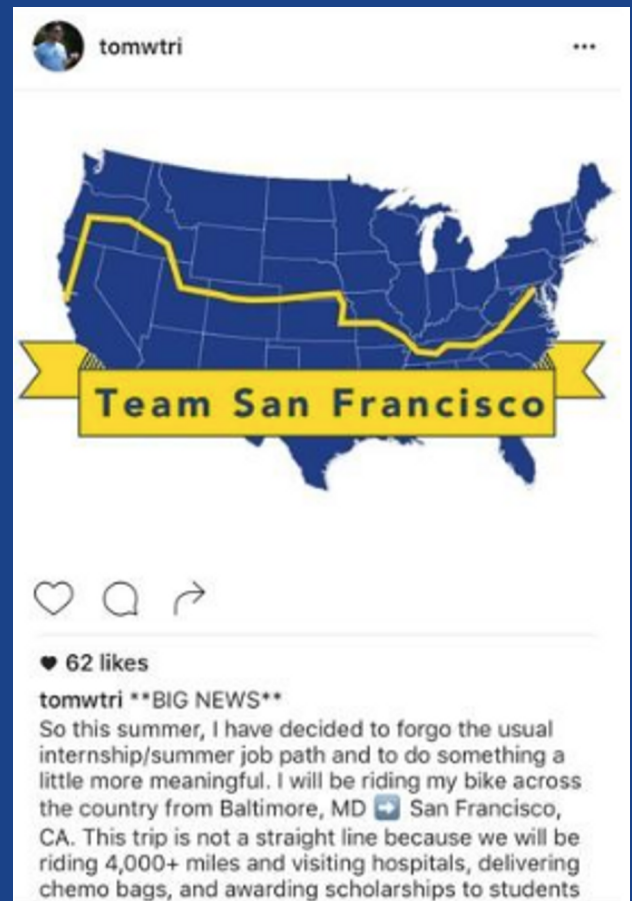 tomwtri
Team San Francisco
62 likes
tomwtri **BIG NEWS**
So this summer, I have decided to forgo the usual
internship/summer job path and to do something a
little more meaningful. I will be riding my bike across
the country from Baltimore, MD ➡️ San Francisco,
CA. This trip is not a straight line because we will be
riding 4,000+ miles and visiting hospitals, delivering
chemo bags, and awarding scholarships to students